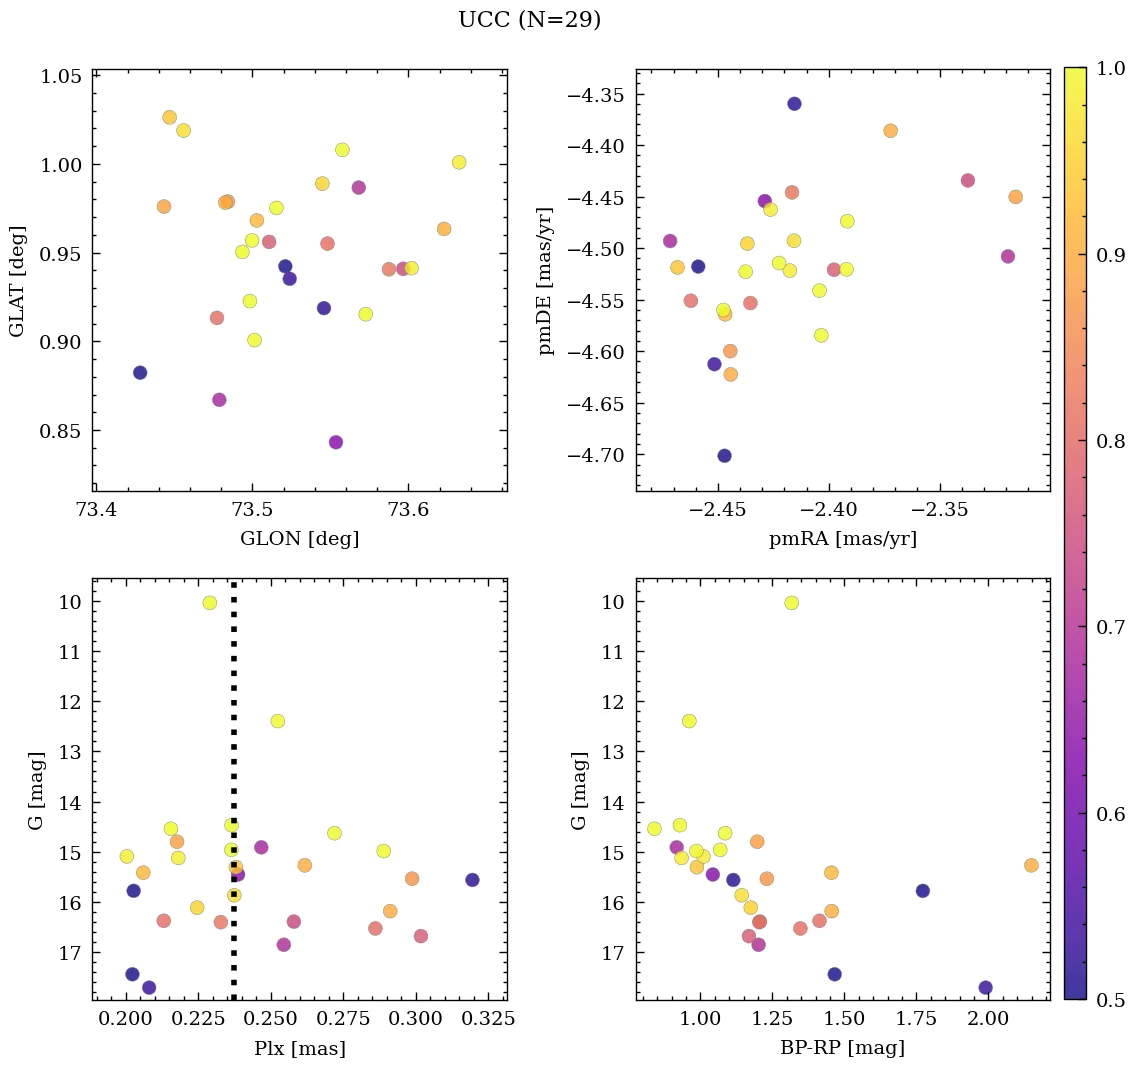 UCC (N=29)
1.05
1.00
0.95
0.90
0.85
GLAT [deg]
73.4 73.5 73.6
GLON [deg]
−4.35
−4.40
−4.45
−4.50
−4.55
−4.60
−4.65
−4.70
pmDE [mas/yr]
−2.45 −2.40 −2.35
pmRA [mas/yr]
10
11
12
13
14
15
16
17
G [mag]
0.200 0.225 0.250 0.275 0.300 0.325
Plx [mas]
10
11
12
13
14
15
16
17
G [mag]
1.00 1.25 1.50 1.75 2.00
BP-RP [mag]
1.0
0.9
0.8
0.7
0.6
0.5